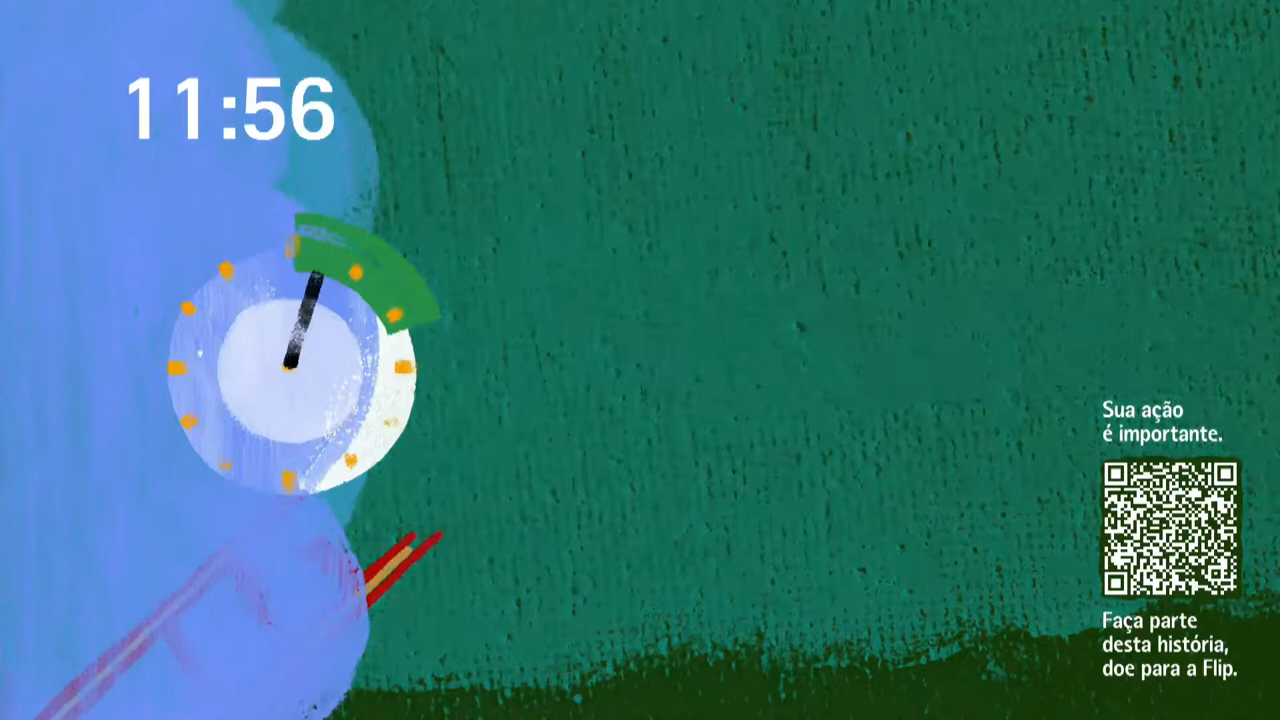 11:56
Sua ação
é importante.
Faça parte
desta história,
doe para a Flip.